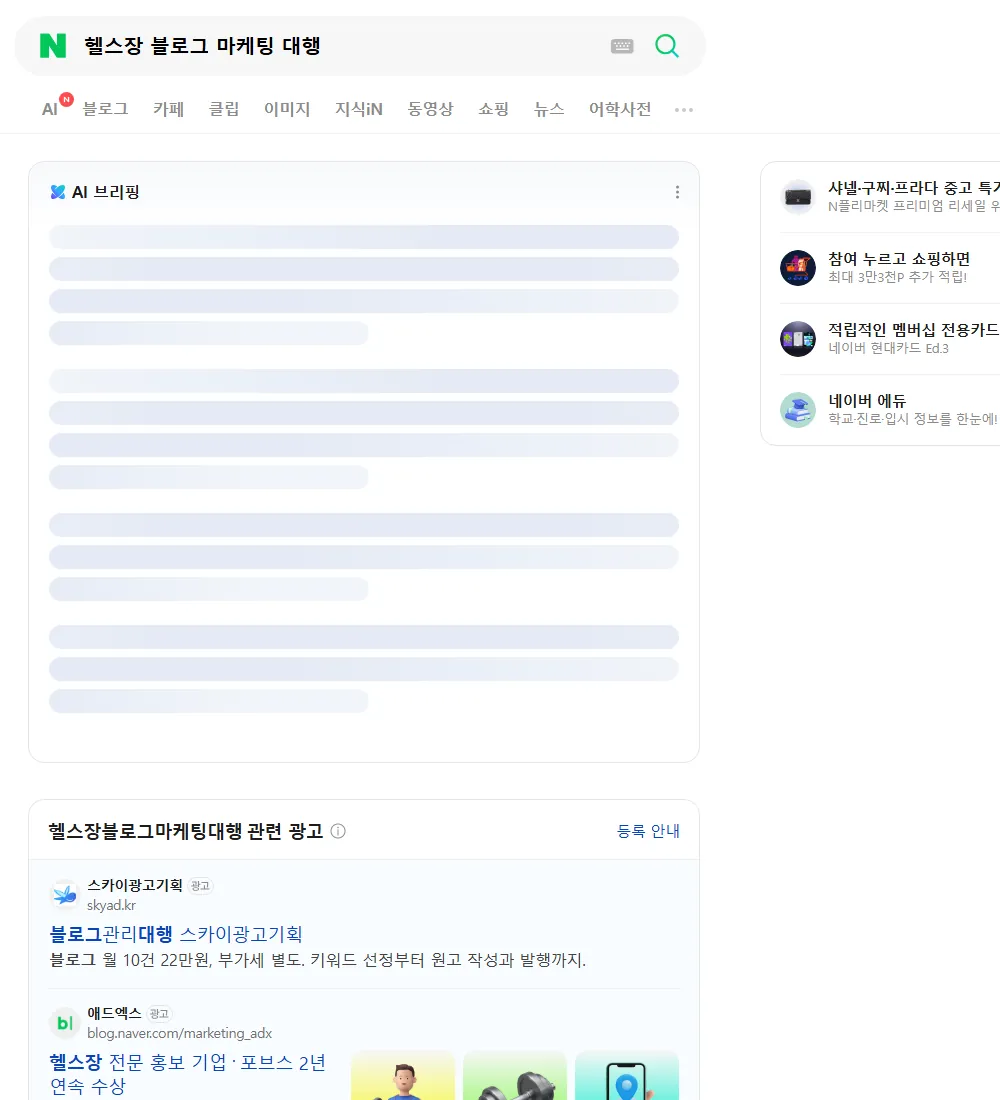 헬스장 블로그 마케팅 대행
AI N 블로그 카페 클립 이미지 지식iN 동영상 쇼핑 뉴스 어학사전
AI 브리핑
샤넬·구찌·프라다 중고 특가
N플리마켓 프리미엄 리세일
참여 누르고 쇼핑하면
최대 3만3천P 추가 적립!
적립적인 멤버십 전용카드
네이버 현대카드 Ed.3
네이버 에듀
학교·진로·입시 정보를 한눈에!
헬스장블로그마케팅대행 관련 광고
등록 안내
스카이광고기획 광고
skyad.kr
블로그관리대행 스카이광고기획
블로그 월 10건 22만원, 부가세 별도. 키워드 선정부터 원고 작성과 발행까지.
애드엑스 광고
blog.naver.com/marketing_adx
헬스장 전문 홍보 기업 · 포브스 2년
연속 수상